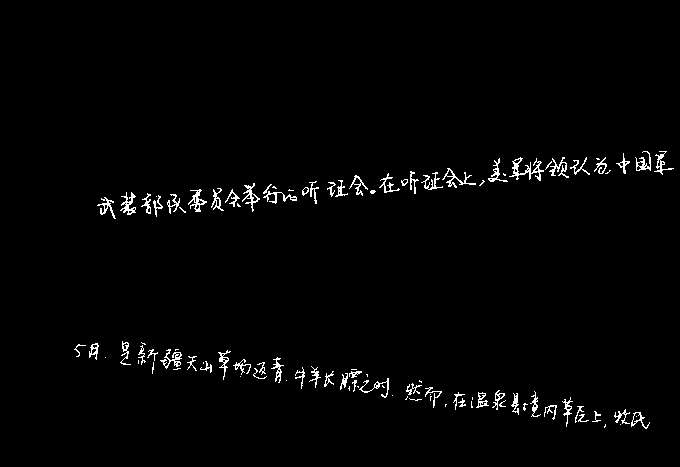 武装部队委员会举行的听证会。在听证会上,美军将领认为中国军
5月,是新疆天山草场返青,牛羊长膘之时.然而,在温泉县境内草原上,牧民